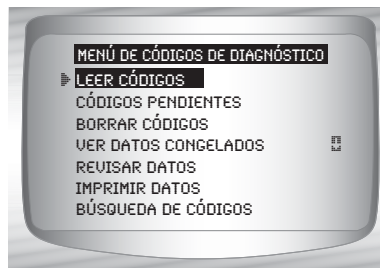 MENÚ DE CÓDIGOS DE DIAGNÓSTICO
LEER CÓDIGOS
CÓDIGOS PENDIENTES
BORRAR CÓDIGOS
VER DATOS CONGELADOS
REVISAR DATOS
IMPRIMIR DATOS
BÚSQUEDA DE CÓDIGOS